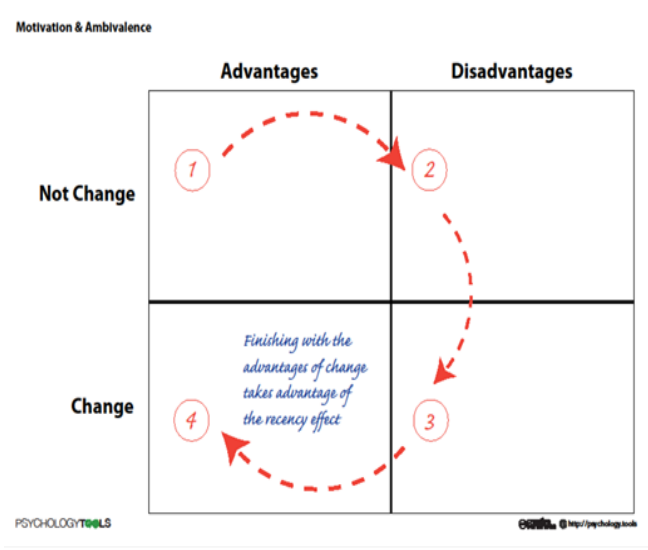 Motivation & Ambivalence
Advantages Disadvantages
Not Change
1 2
Finishing with the
advantages of change
takes advantage of
the recency effect
Change
4 3
PSYCHOLOGYTOOLS
http://psychology.tools